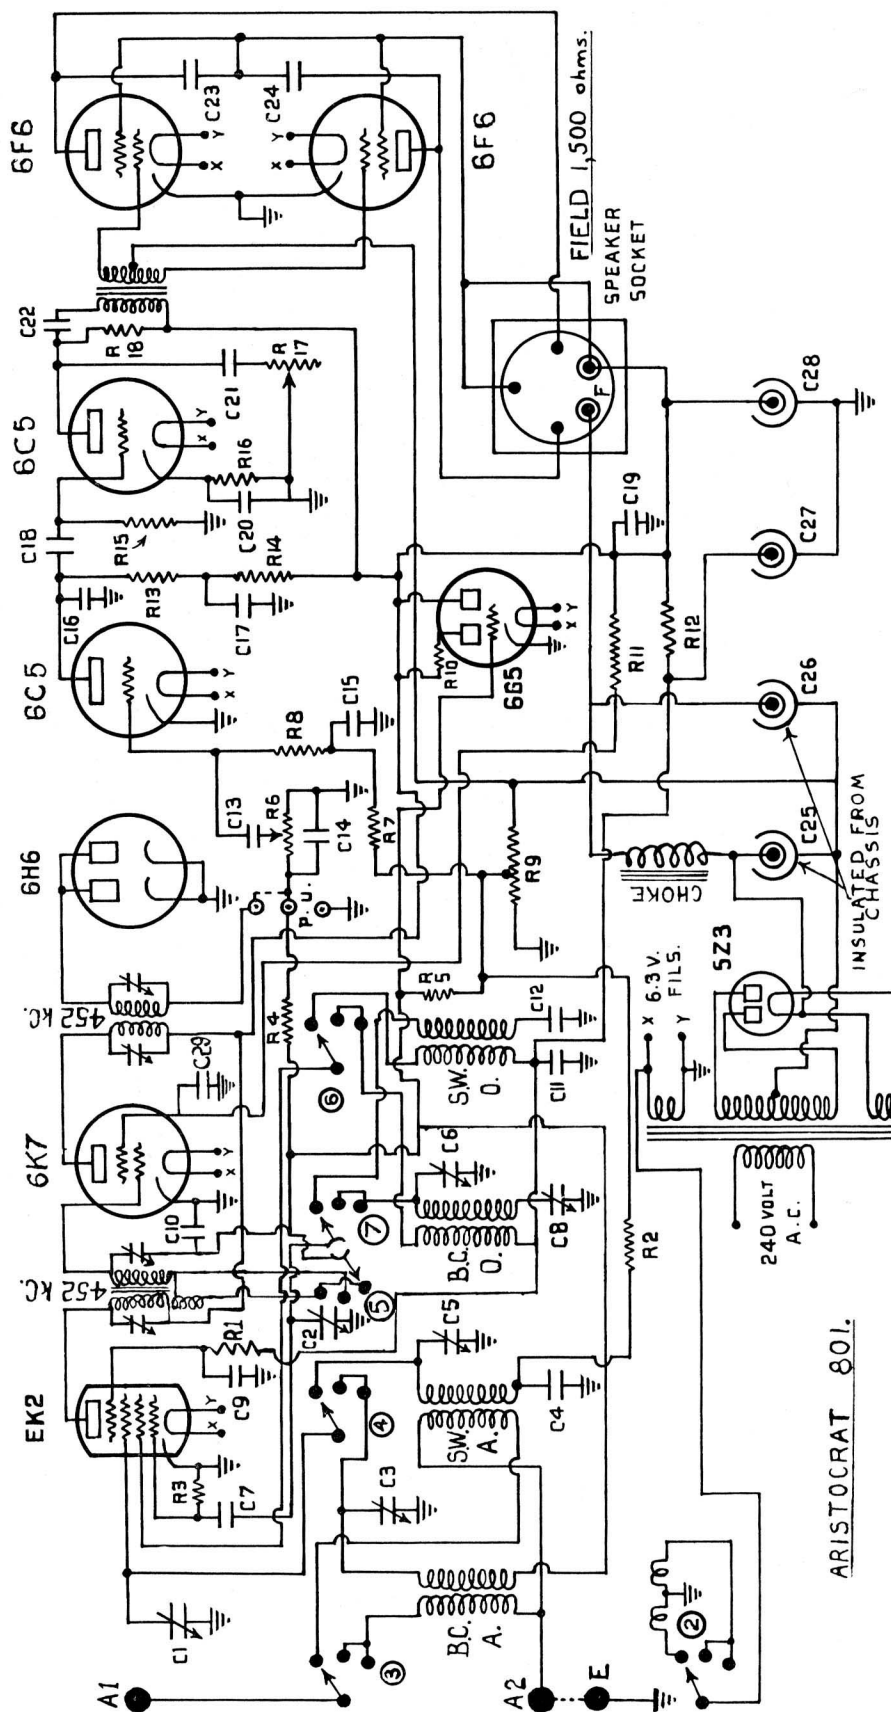 EK2
6K7
6H6
6C5
6C5
6F6
6F6
6G5
5Z3
452 KC.
452 KC.
A1
A2
E
C1
C2
C3
C4
C5
C6
C7
C8
C9
C10
C11
C12
C13
C14
C15
C16
C17
C18
C19
C20
C21
C22
C23
C24
C25
C26
C27
C28
C29
R1
R2
R3
R4
R5
R6
R7
R8
R9
R10
R11
R12
R13
R14
R15
R16
R17
R18
X Y
X Y
X Y
X Y
X Y
X Y
X Y
2
3
4
5
6
7
B.C.
A.
S.W.
A.
B.C.
O.
S.W.
O.
P.U.
FIELD 1,500 ohms.
SPEAKER
SOCKET
F
CHOKE
INSULATED FROM
CHASSIS
X 6.3 V.
Y FILS.
240 VOLT
A.C.
ARISTOCRAT 801.